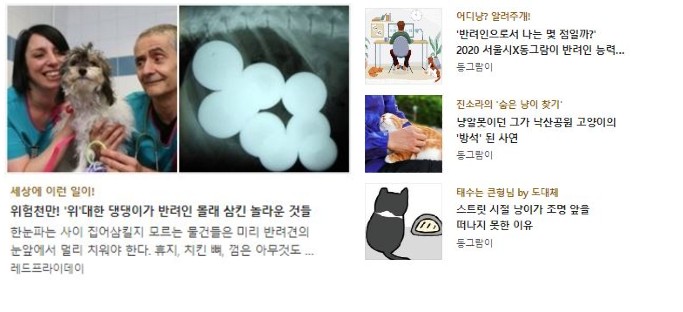 세상에 이런 일이!
위험천만! '위'대한 댕댕이가 반려인 몰래 삼킨 놀라운 것들
한눈파는 사이 집어삼킬지 모르는 물건들은 미리 반려견의
눈앞에서 멀리 치워야 한다. 휴지, 치킨 뼈, 껌은 아무것도 ...
레드프라이데이
어디냥? 알려주개!
'반려인으로서 나는 몇 점일까?'
2020 서울시X동그람이 반려인 능력...
동그람이
진소라의 '숨은 냥이 찾기'
냥알못이던 그가 낙산공원 고양이의
'방석' 된 사연
동그람이
태수는 큰형님 by 도대체
스트릿 시절 냥이가 조명 앞을
떠나지 못한 이유
동그람이